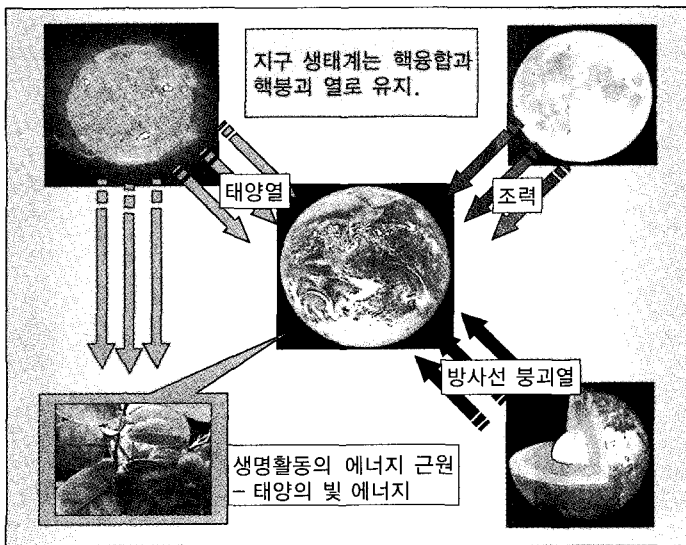 지구 생태계는 핵융합과
핵붕괴 열로 유지.
태양열
조력
방사선 붕괴열
생명활동의 에너지 근원
– 태양의 빛 에너지